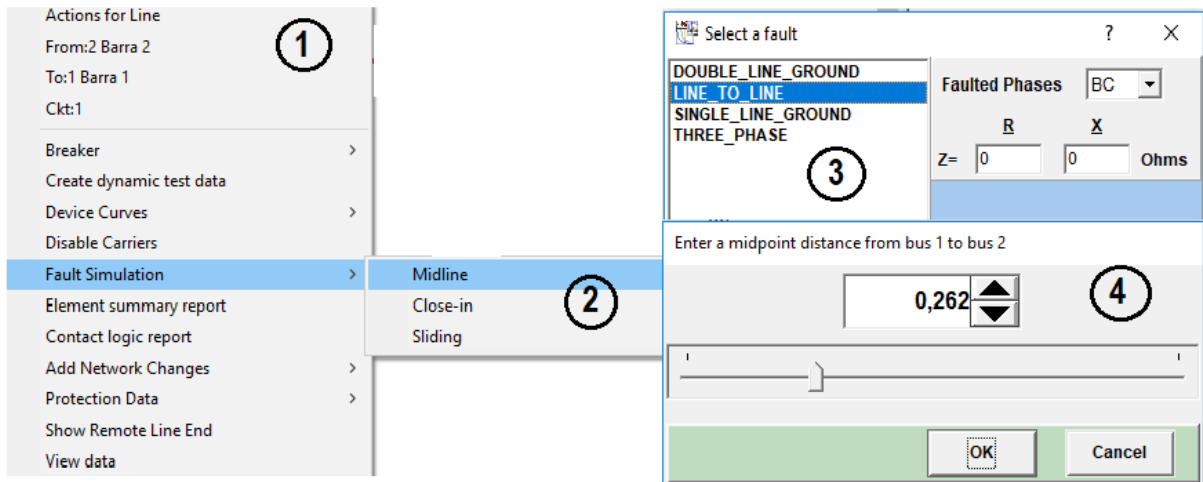 Actions for Line
From:2 Barra 2
To:1 Barra 1
Ckt:1
1
Breaker
Create dynamic test data
Device Curves
Disable Carriers
Fault Simulation
Element summary report
Contact logic report
Add Network Changes
Protection Data
Show Remote Line End
View data
Midline
Close-in
Sliding
2
Select a fault
? X
DOUBLE_LINE_GROUND
LINE_TO_LINE
SINGLE_LINE_GROUND
THREE_PHASE
3
Faulted Phases BC
R X
Z= 0 0 Ohms
Enter a midpoint distance from bus 1 to bus 2
0,262
4
OK Cancel